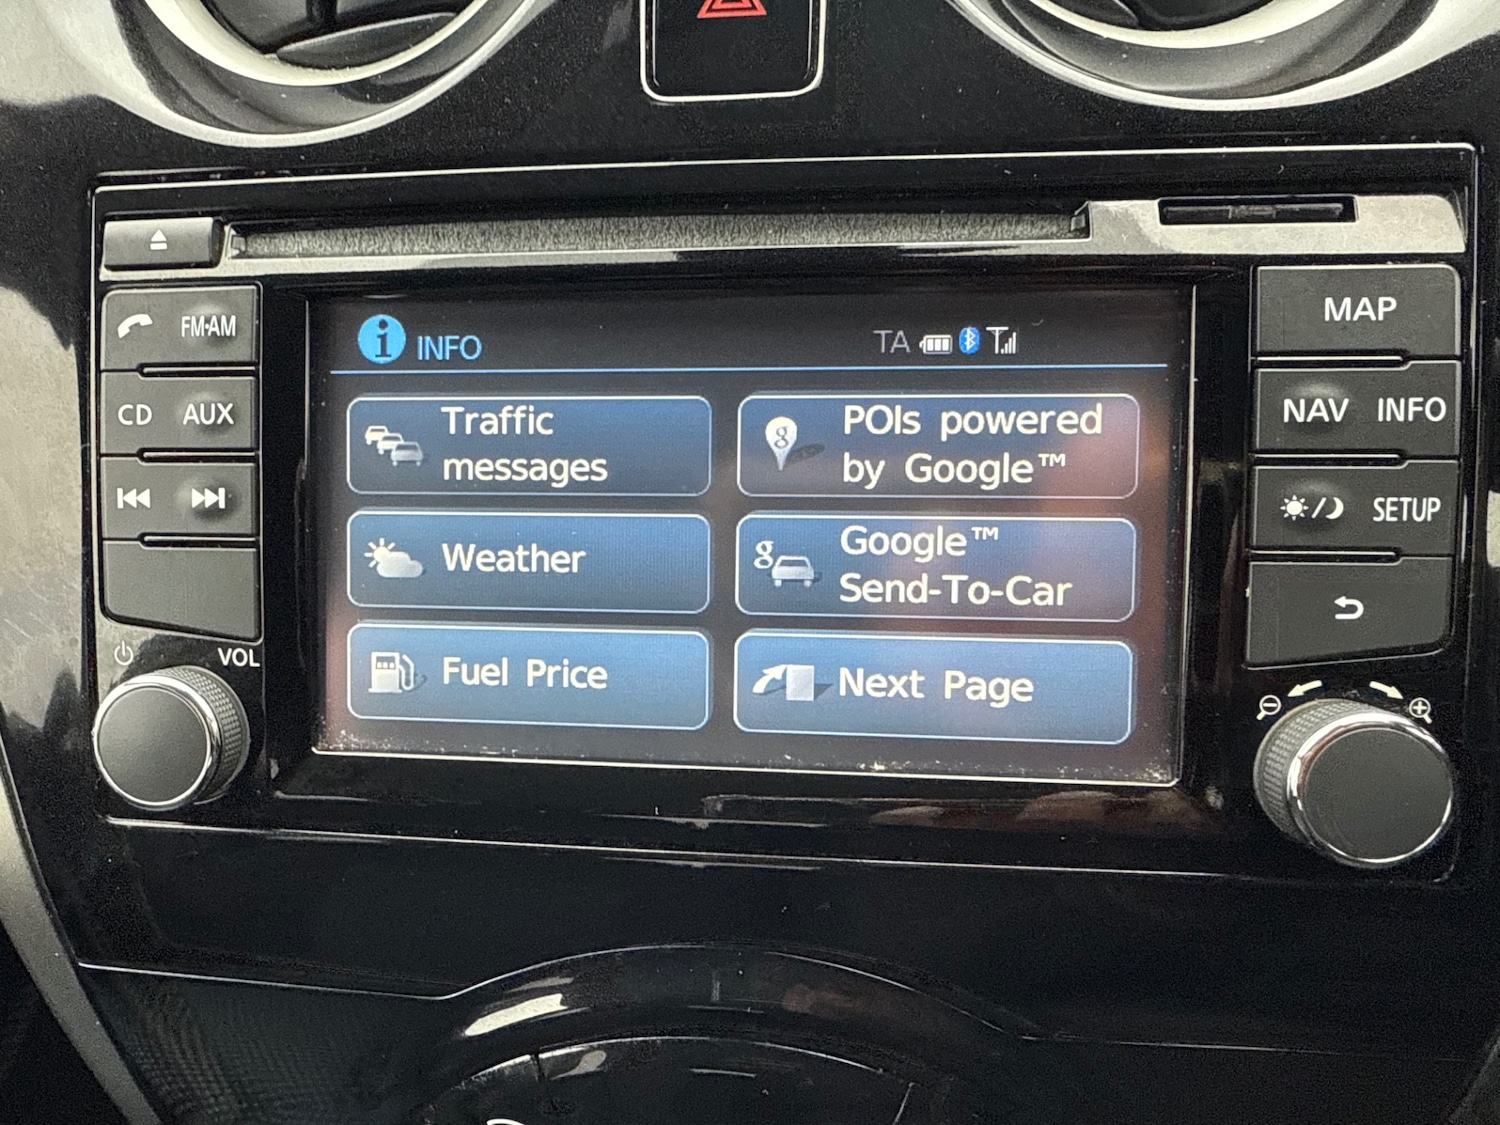 FM·AM
CD AUX
VOL
INFO
TA
Traffic
messages
POIs powered
by Google™
Weather
Google™
Send-To-Car
Fuel Price
Next Page
MAP
NAV INFO
SETUP